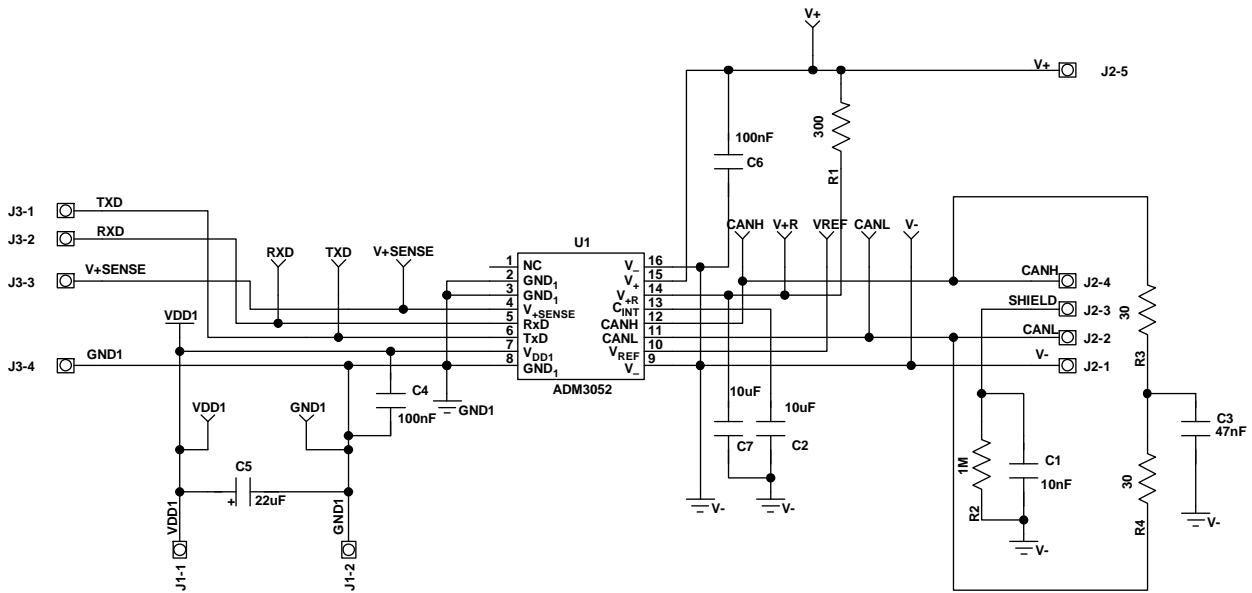 V+
V+
J2-5
300
100nF
C6
R1
J3-1
TXD
J3-2
RXD
J3-3
V+SENSE
J3-4
GND1
RXD
TXD
V+SENSE
CANH
V+R
VREF
CANL
V-
U1
1 NC
2 GND1
3 GND1
4 V+SENSE
5 RxD
6 TxD
7 VDD1
8 GND1
V– 16
V+ 15
V+R 14
CINT 13
CANH 12
CANL 11
VREF 10
V– 9
ADM3052
VDD1
C4
100nF
GND1
VDD1
GND1
C5
+
22uF
VDD1
GND1
J1-1
J1-2
10uF
C7
10uF
C2
V-
V-
CANH
J2-4
SHIELD
J2-3
CANL
J2-2
V-
J2-1
30
R3
C3
47nF
1M
R2
C1
10nF
30
R4
V-
V-